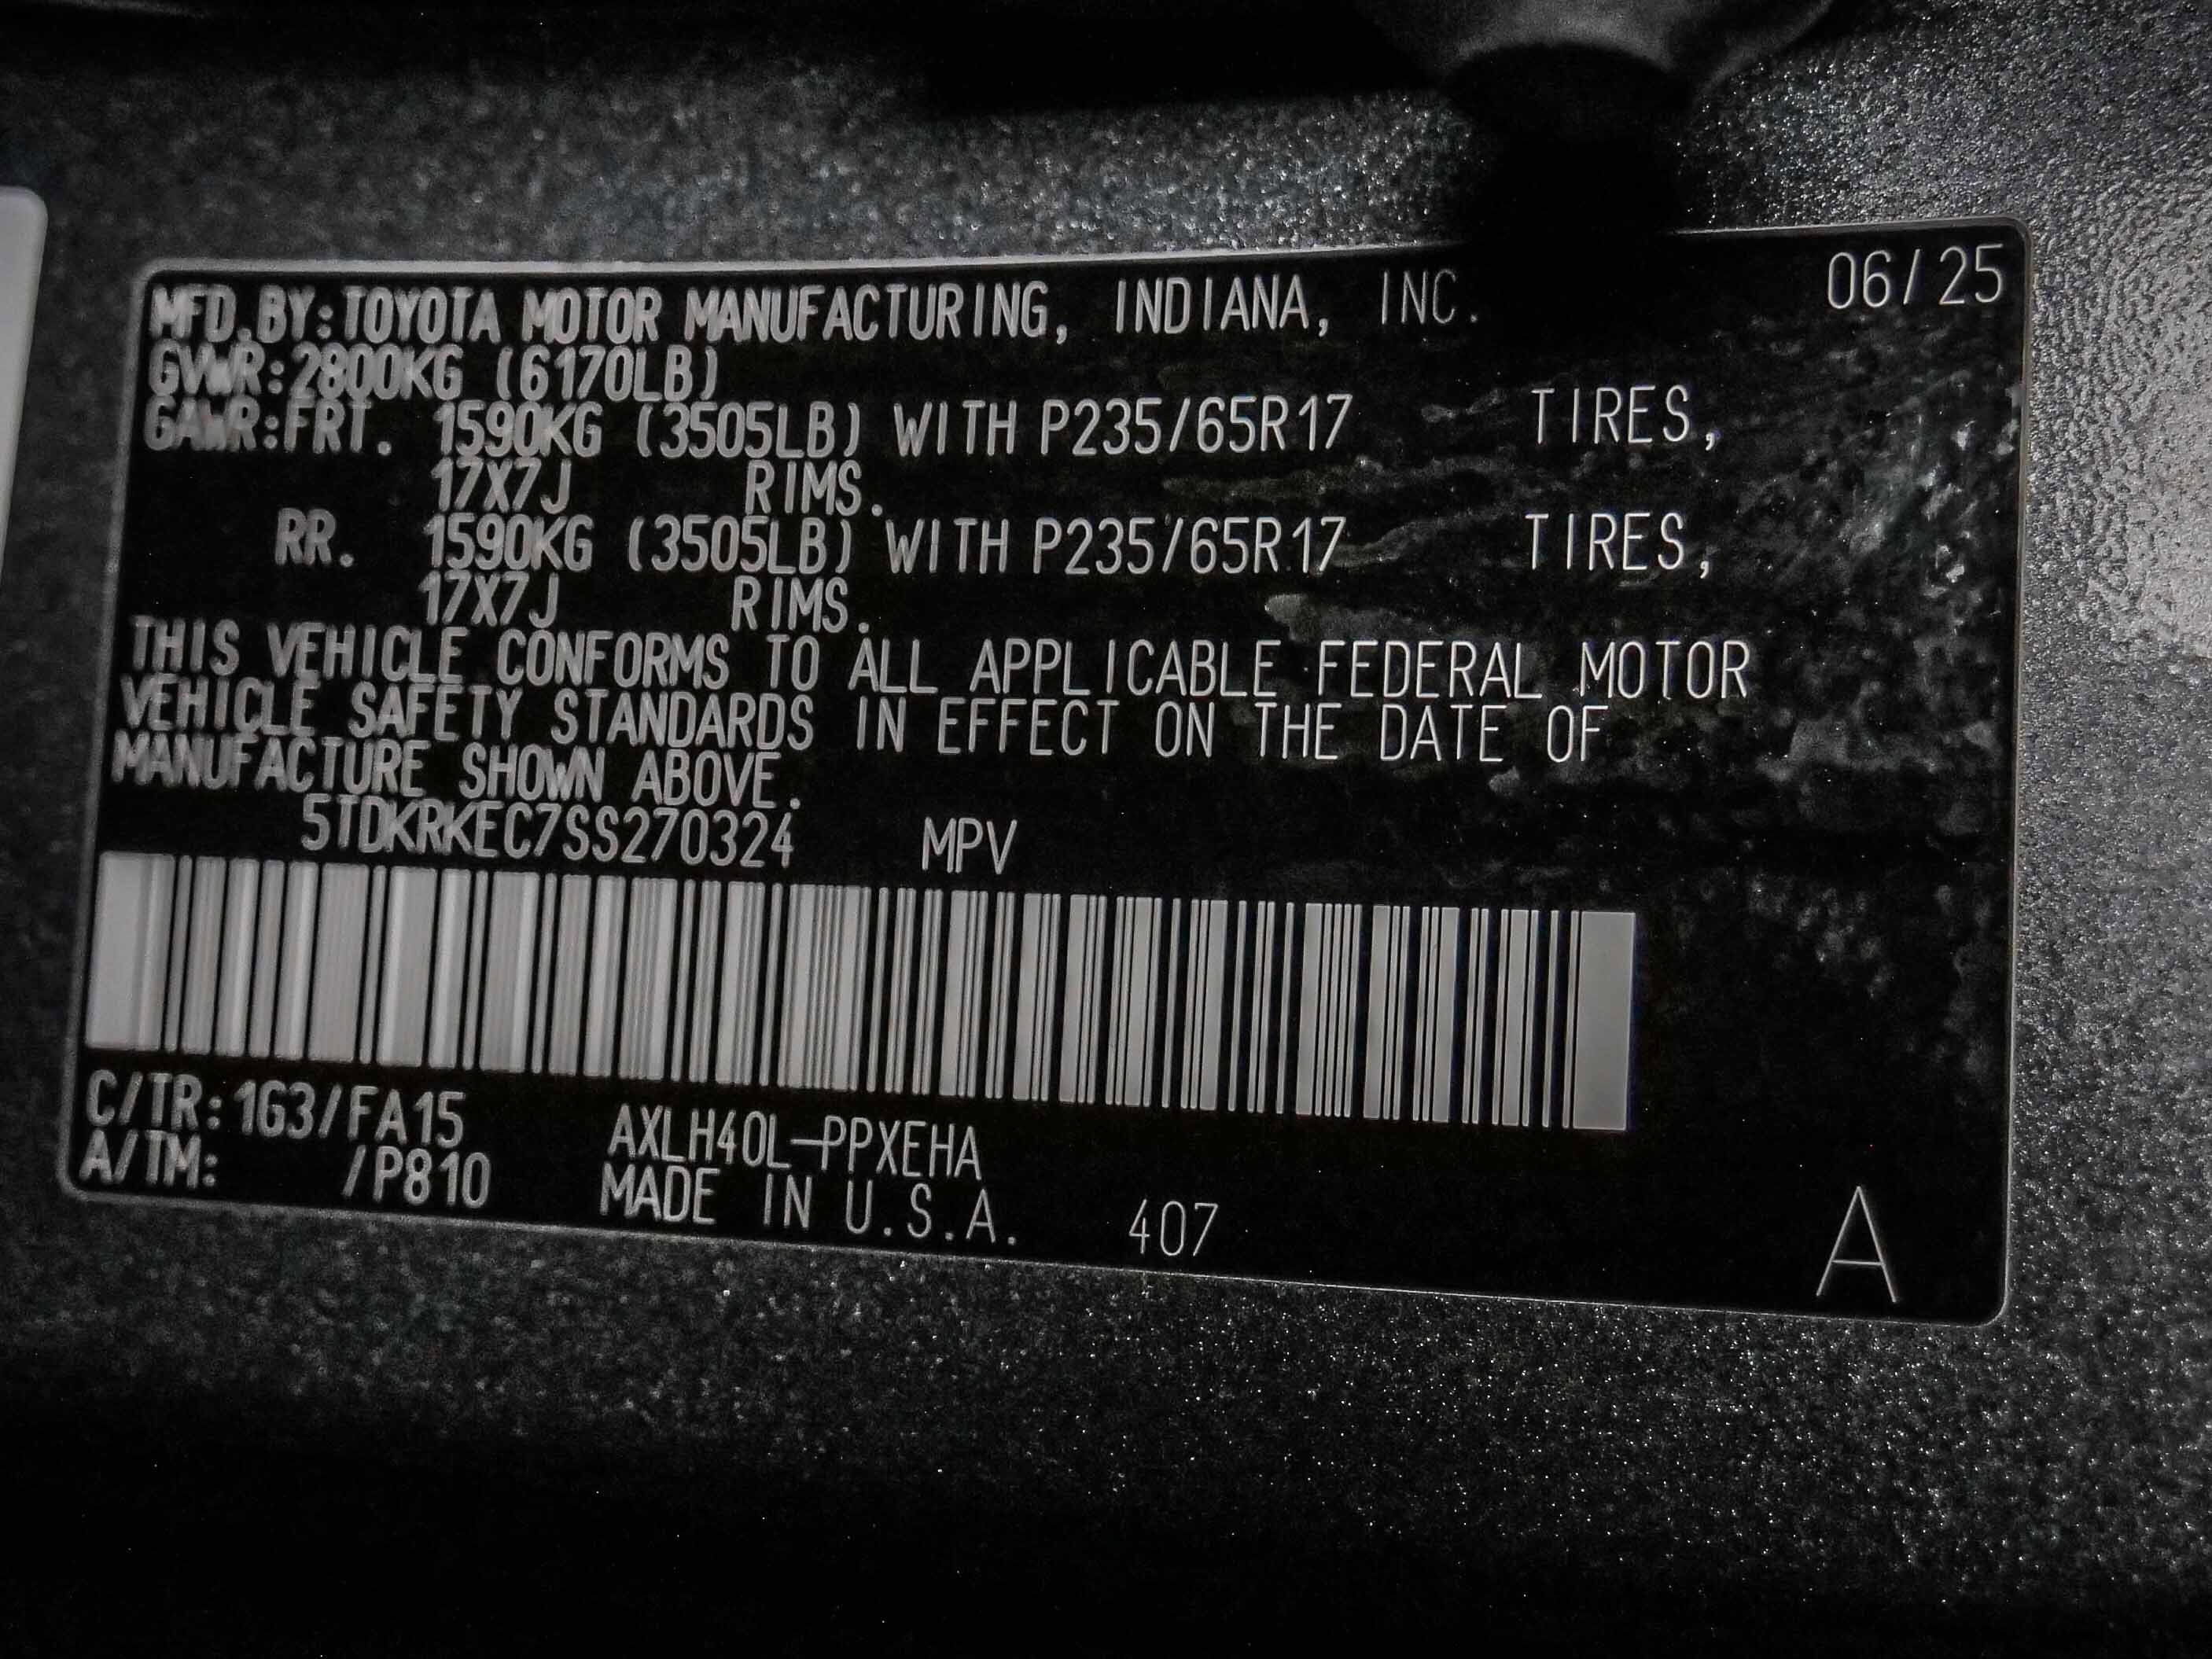 06/25
MFD.BY:TOYOTA MOTOR MANUFACTURING, INDIANA, INC.
GVWR:2800KG (6170LB)
GAWR:FRT. 1590KG (3505LB) WITH P235/65R17 TIRES,
17X7J RIMS.
RR. 1590KG (3505LB) WITH P235/65R17 TIRES,
17X7J RIMS.
THIS VEHICLE CONFORMS TO ALL APPLICABLE FEDERAL MOTOR
VEHICLE SAFETY STANDARDS IN EFFECT ON THE DATE OF
MANUFACTURE SHOWN ABOVE.
5TDKRKEC7SS270324 MPV
C/TR:1G3/FA15 AXLH40L-PPXEHA
A/TM: /P810 MADE IN U.S.A. 407
A